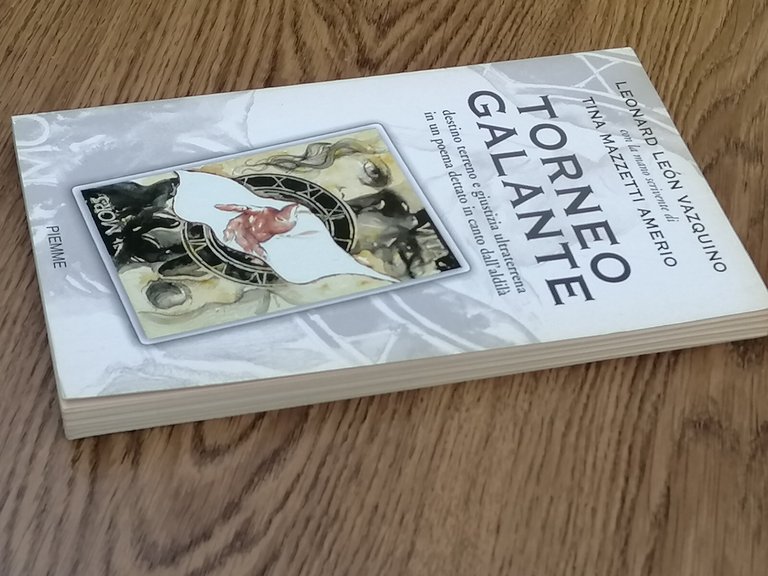 LEONARD LEÓN VAZQUINO
con la mano scrivente di
TINA MAZZETTI AMERIO
TORNEO
GALANTE
destino terreno e giustizia ultraterrena
in un poema dettato in canto dall'aldilà
MORS
PIEMME